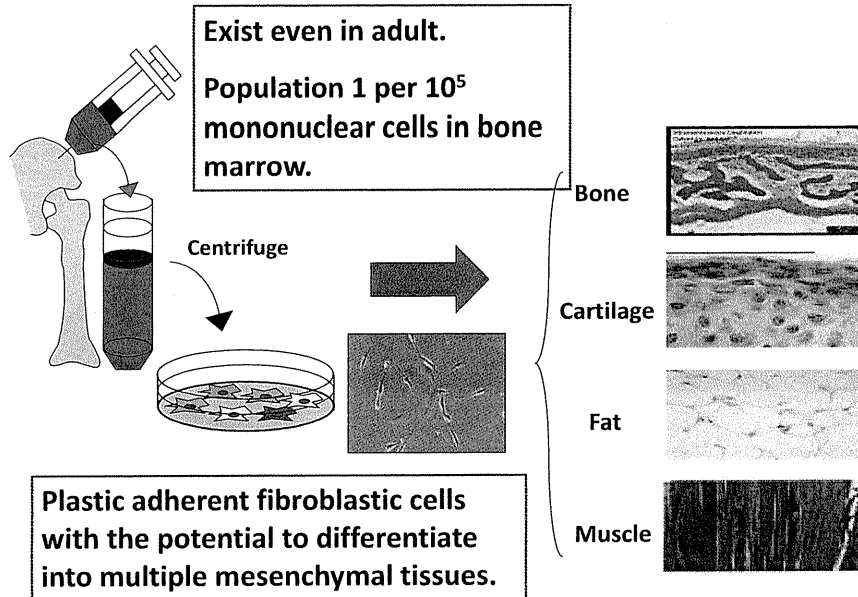 Exist even in adult.
Population 1 per 10⁵
mononuclear cells in bone
marrow.
Centrifuge
Bone
Cartilage
Fat
Muscle
Plastic adherent fibroblastic cells
with the potential to differentiate
into multiple mesenchymal tissues.